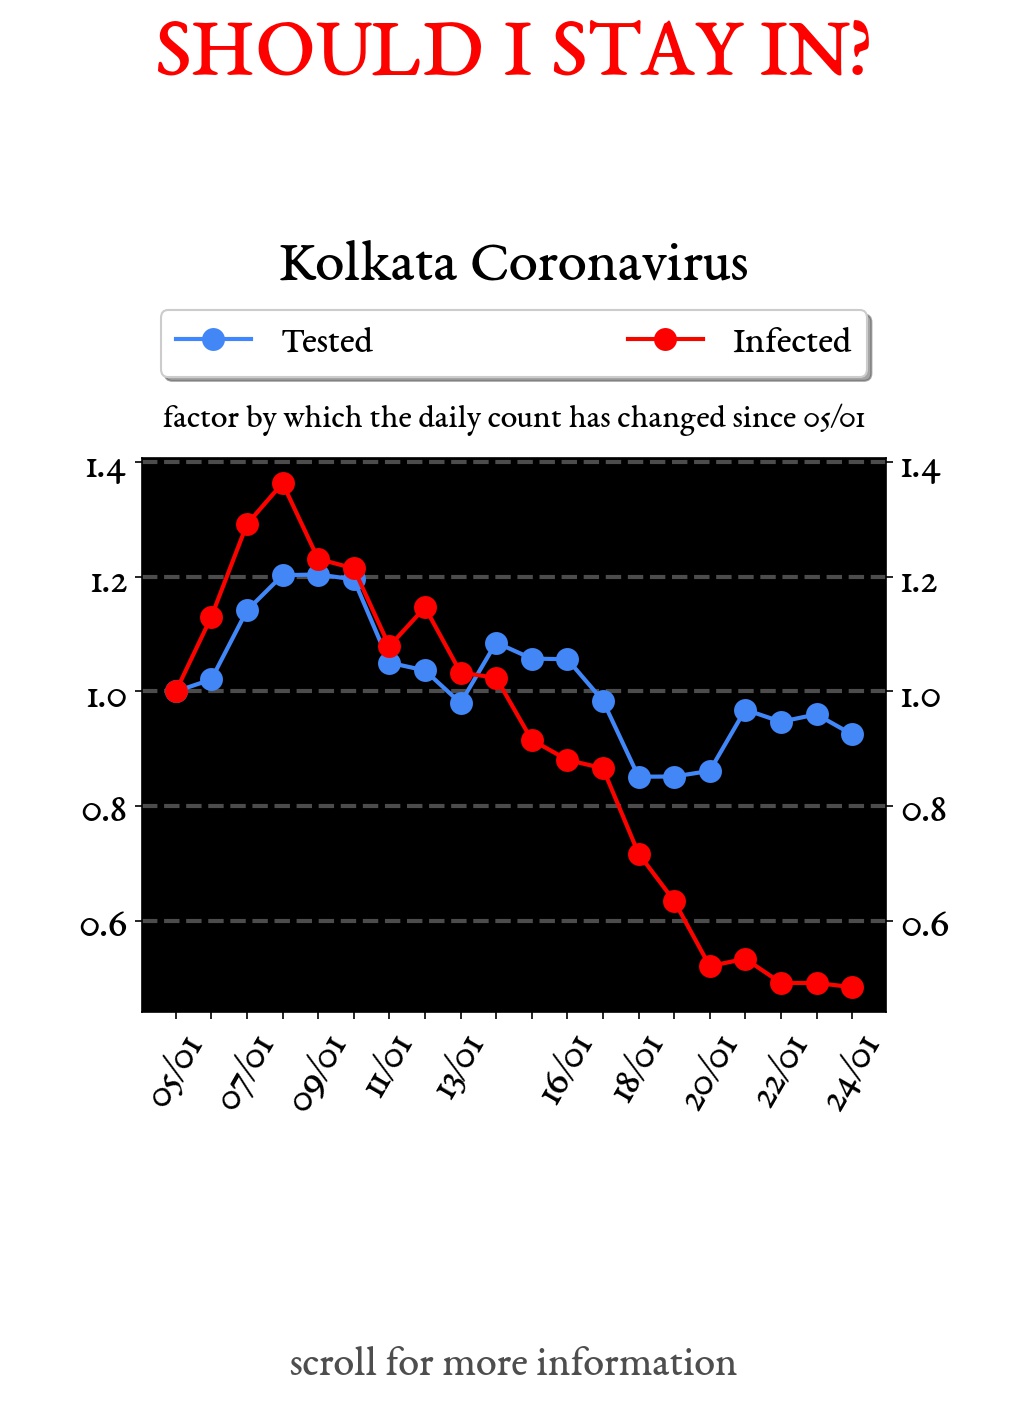 SHOULD I STAY IN?
Kolkata Coronavirus
Tested Infected
factor by which the daily count has changed since 05/01
1.4 1.4
1.2 1.2
1.0 1.0
0.8 0.8
0.6 0.6
05/01 07/01 09/01 11/01 13/01 16/01 18/01 20/01 22/01 24/01
scroll for more information